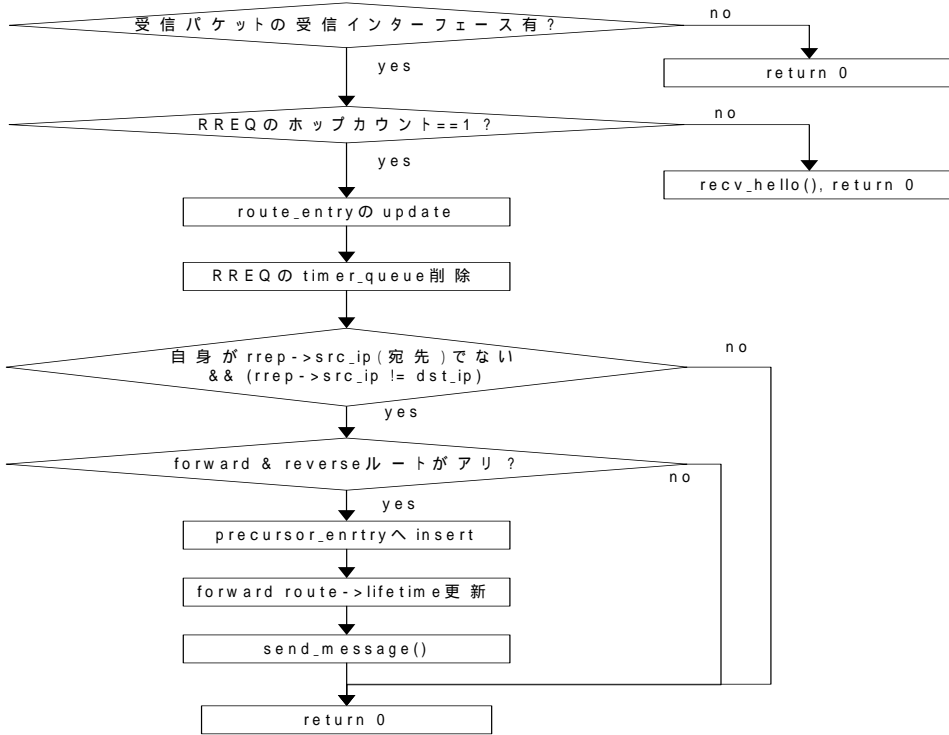 受信パケットの受信インターフェース有?
no
yes
return 0
RREQのホップカウント==1?
no
yes
recv_hello(), return 0
route_entryのupdate
RREQのtimer_queue削除
自身がrrep->src_ip(宛先)でない
&& (rrep->src_ip != dst_ip)
no
yes
forward & reverseルートがアリ?
no
yes
precursor_enrtryへinsert
forward route->lifetime更新
send_message()
return 0